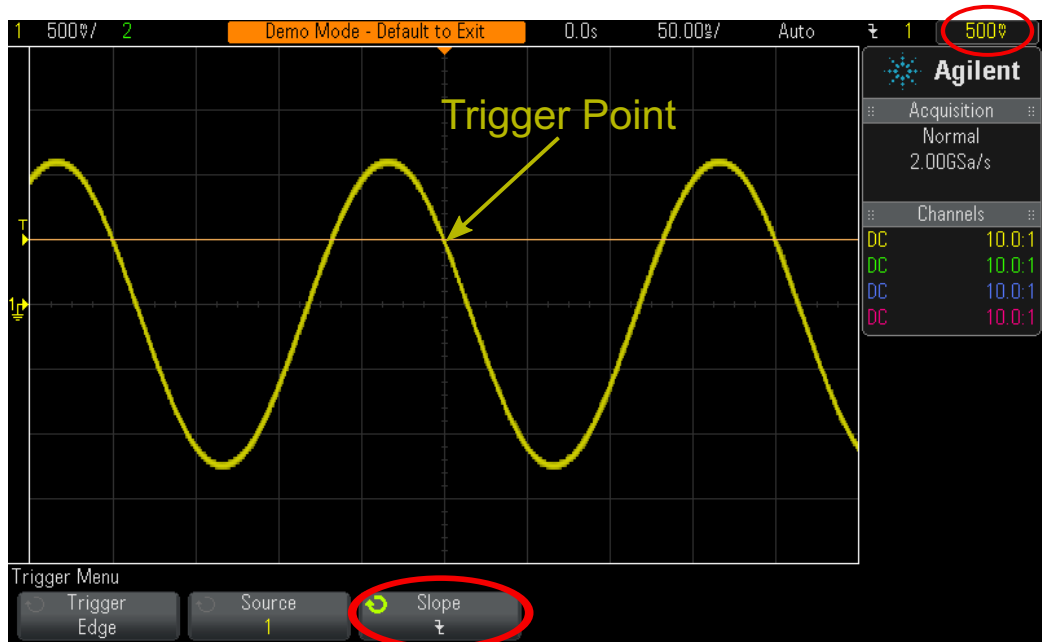 1 500mV/ 2 Demo Mode - Default to Exit 0.0s 50.00ns/ Auto 1 500mV
Agilent
Acquisition
Normal
2.00GSa/s
Channels
DC 10.0:1
DC 10.0:1
DC 10.0:1
DC 10.0:1
Trigger Point
T
1
Trigger Menu
Trigger
Edge
Source
1
Slope